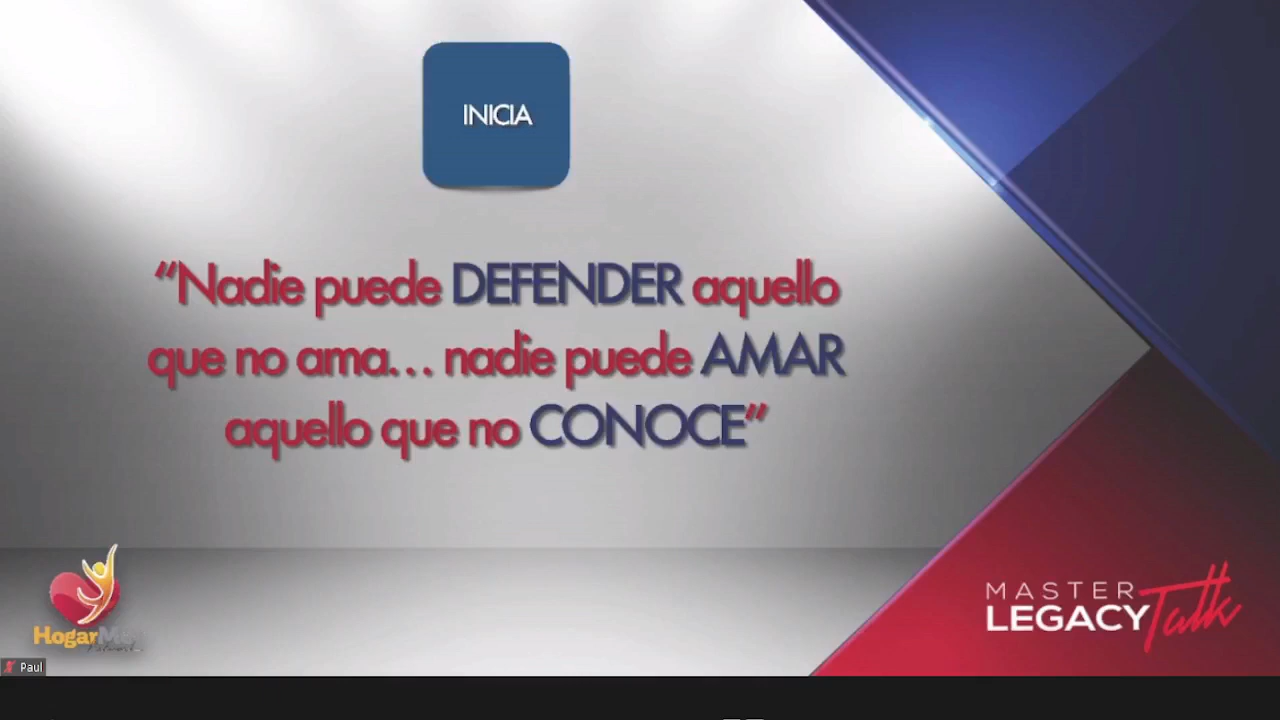 INICIA
“Nadie puede DEFENDER aquello
que no ama... nadie puede AMAR
aquello que no CONOCE”
Hogar
MASTER
LEGACY Talk
Paul